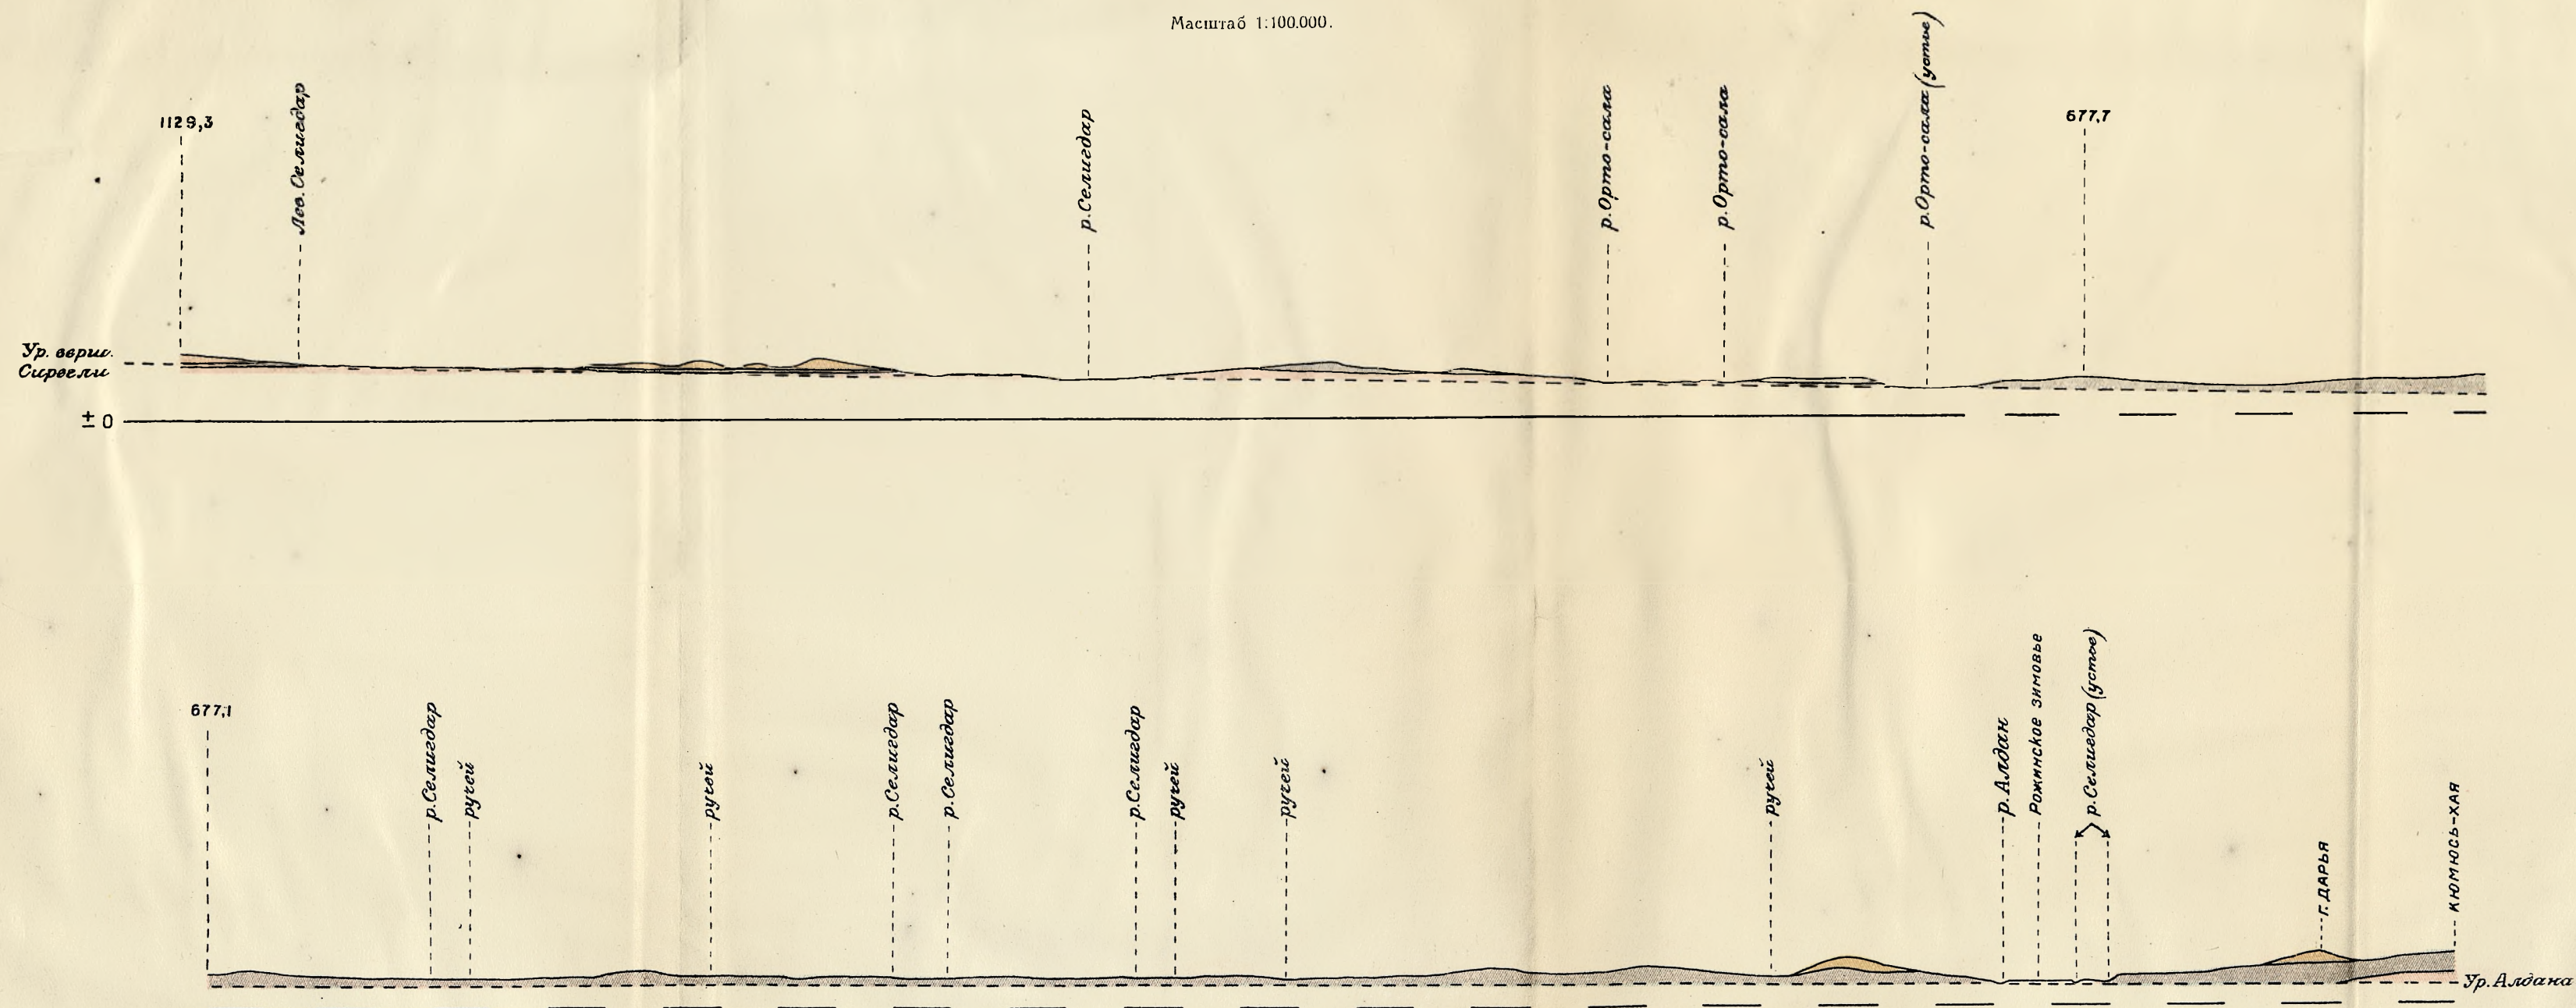 Масштаб 1:100.000.
1129,3
Лев. Селигдар
р. Селигдар
р. Орто-сала
р. Орто-сала
р. Орто-сала (устье)
677,7
Ур. верш.
Сиввели
± 0
677,1
р. Селигдар
ручей
ручей
р. Селигдар
р. Селигдар
р. Селигдар
ручей
ручей
ручей
р. Алдан
Рожинское зимовье
р. Селигдар (устье)
г. ДАРЬЯ
КЮМЮСЬ-ХАЯ
Ур. Алдана